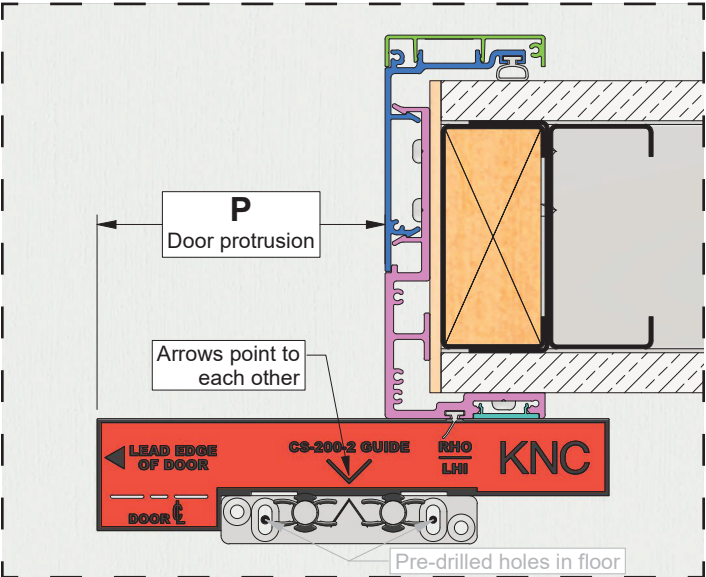 P
Door protrusion
Arrows point to
each other
LEAD EDGE
OF DOOR
CS-200-2 GUIDE
RHO
LHI
KNC
DOOR ℄
Pre-drilled holes in floor